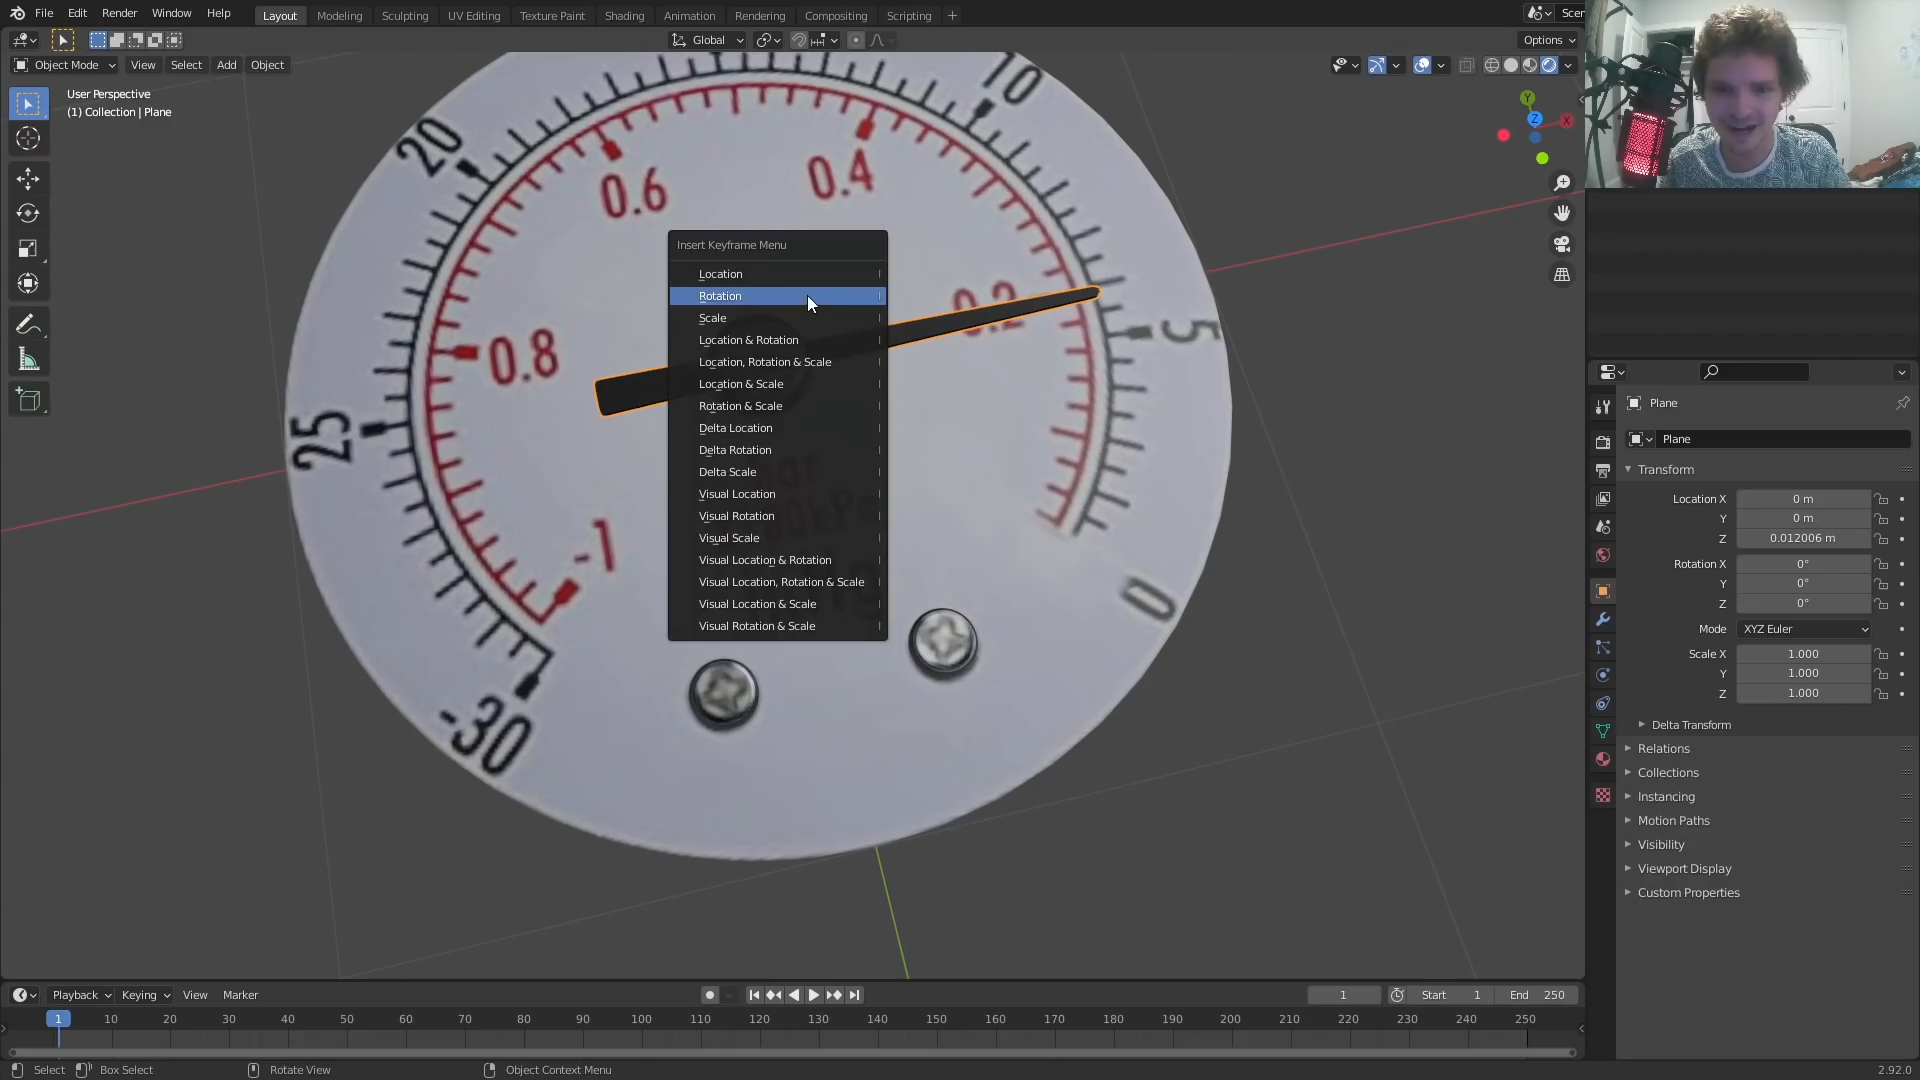 File Edit Render Window Help Layout Modeling Sculpting UV Editing Texture Paint Shading Animation Rendering Compositing Scripting +
Global Options
Object Mode View Select Add Object
User Perspective
(1) Collection | Plane
Y
Z X
10
20
0.6 0.4
0.2
5
0.8
25
-1
0
-30
bar
Insert Keyframe Menu
Location I
Rotation I
Scale I
Location & Rotation I
Location, Rotation & Scale I
Location & Scale I
Rotation & Scale I
Delta Location I
Delta Rotation I
Delta Scale I
Visual Location I
Visual Rotation I
Visual Scale I
Visual Location & Rotation I
Visual Location, Rotation & Scale I
Visual Location & Scale I
Visual Rotation & Scale I
Plane
Plane
Transform
Location X 0 m
Y 0 m
Z 0.012006 m
Rotation X 0°
Y 0°
Z 0°
Mode XYZ Euler
Scale X 1.000
Y 1.000
Z 1.000
Delta Transform
Relations
Collections
Instancing
Motion Paths
Visibility
Viewport Display
Custom Properties
Playback Keying View Marker 1 Start 1 End 250
1 10 20 30 40 50 60 70 80 90 100 110 120 130 140 150 160 170 180 190 200 210 220 230 240 250
Select Box Select Rotate View Object Context Menu 2.92.0